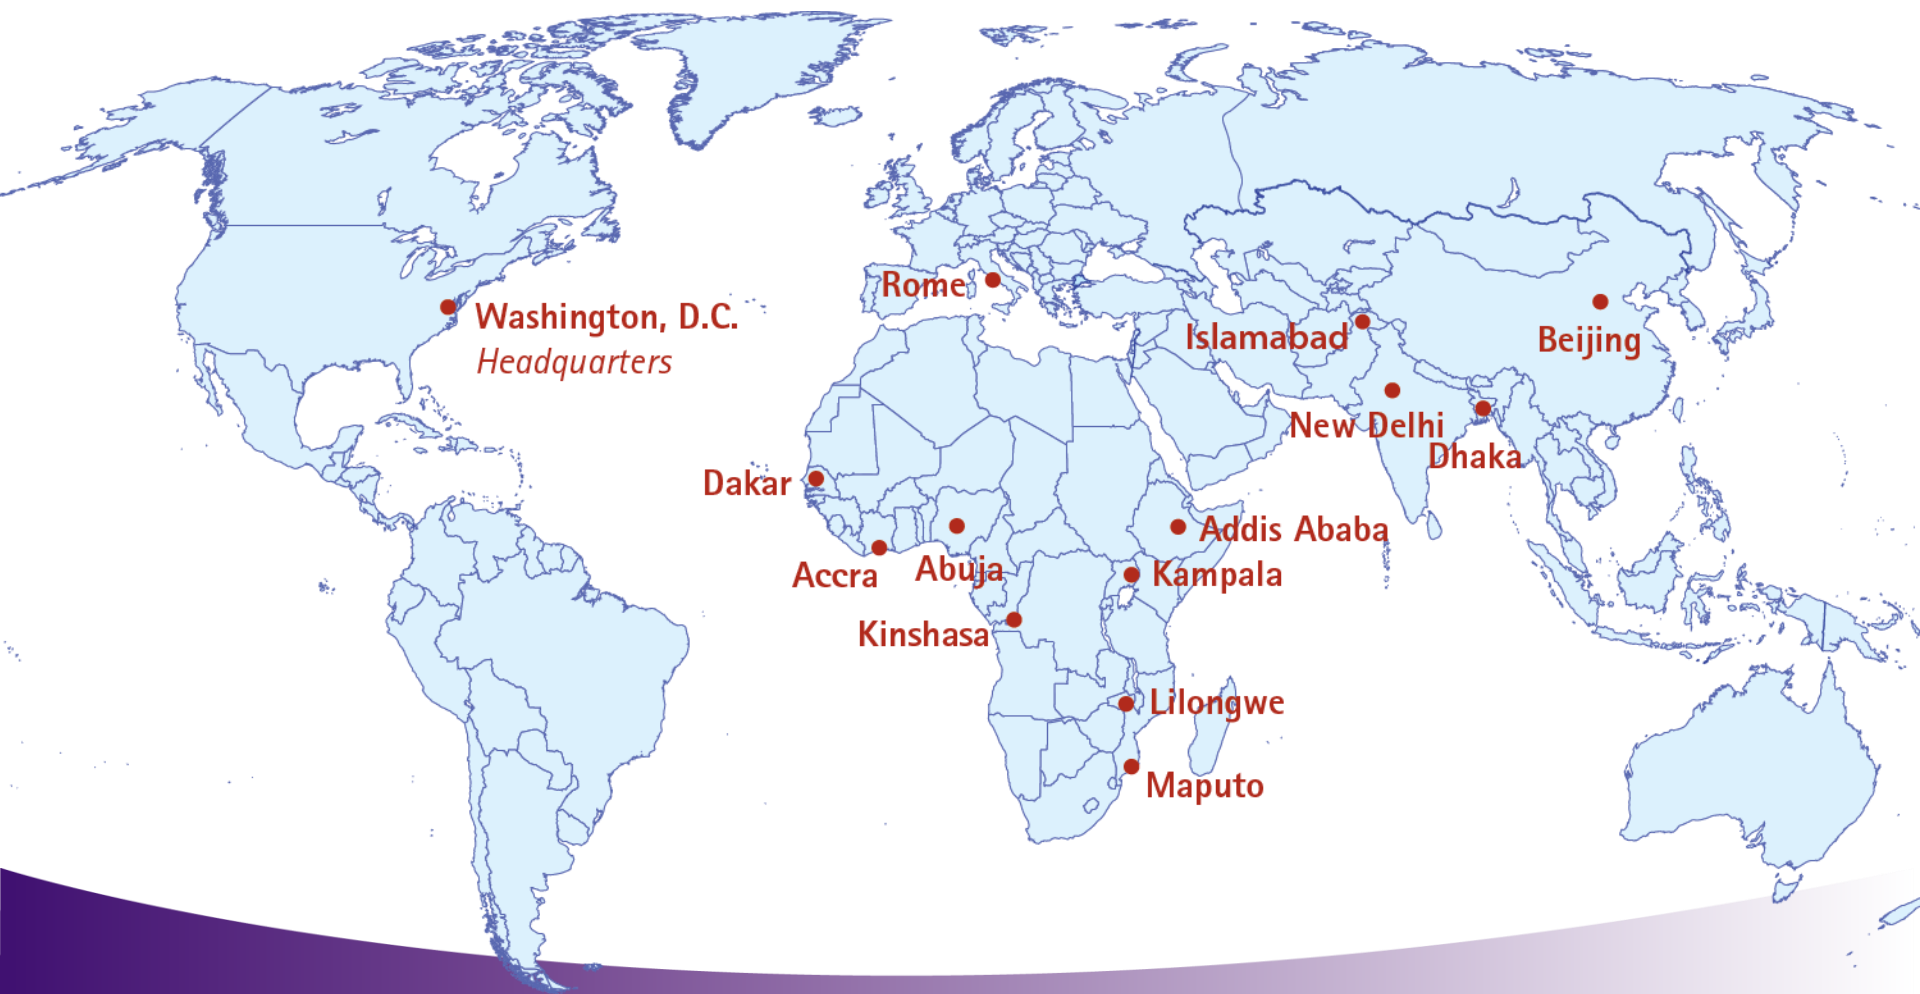 Rome
Washington, D.C.
Headquarters
Islamabad
Beijing
New Delhi
Dhaka
Dakar
Addis Ababa
Accra
Abuja
Kampala
Kinshasa
Lilongwe
Maputo